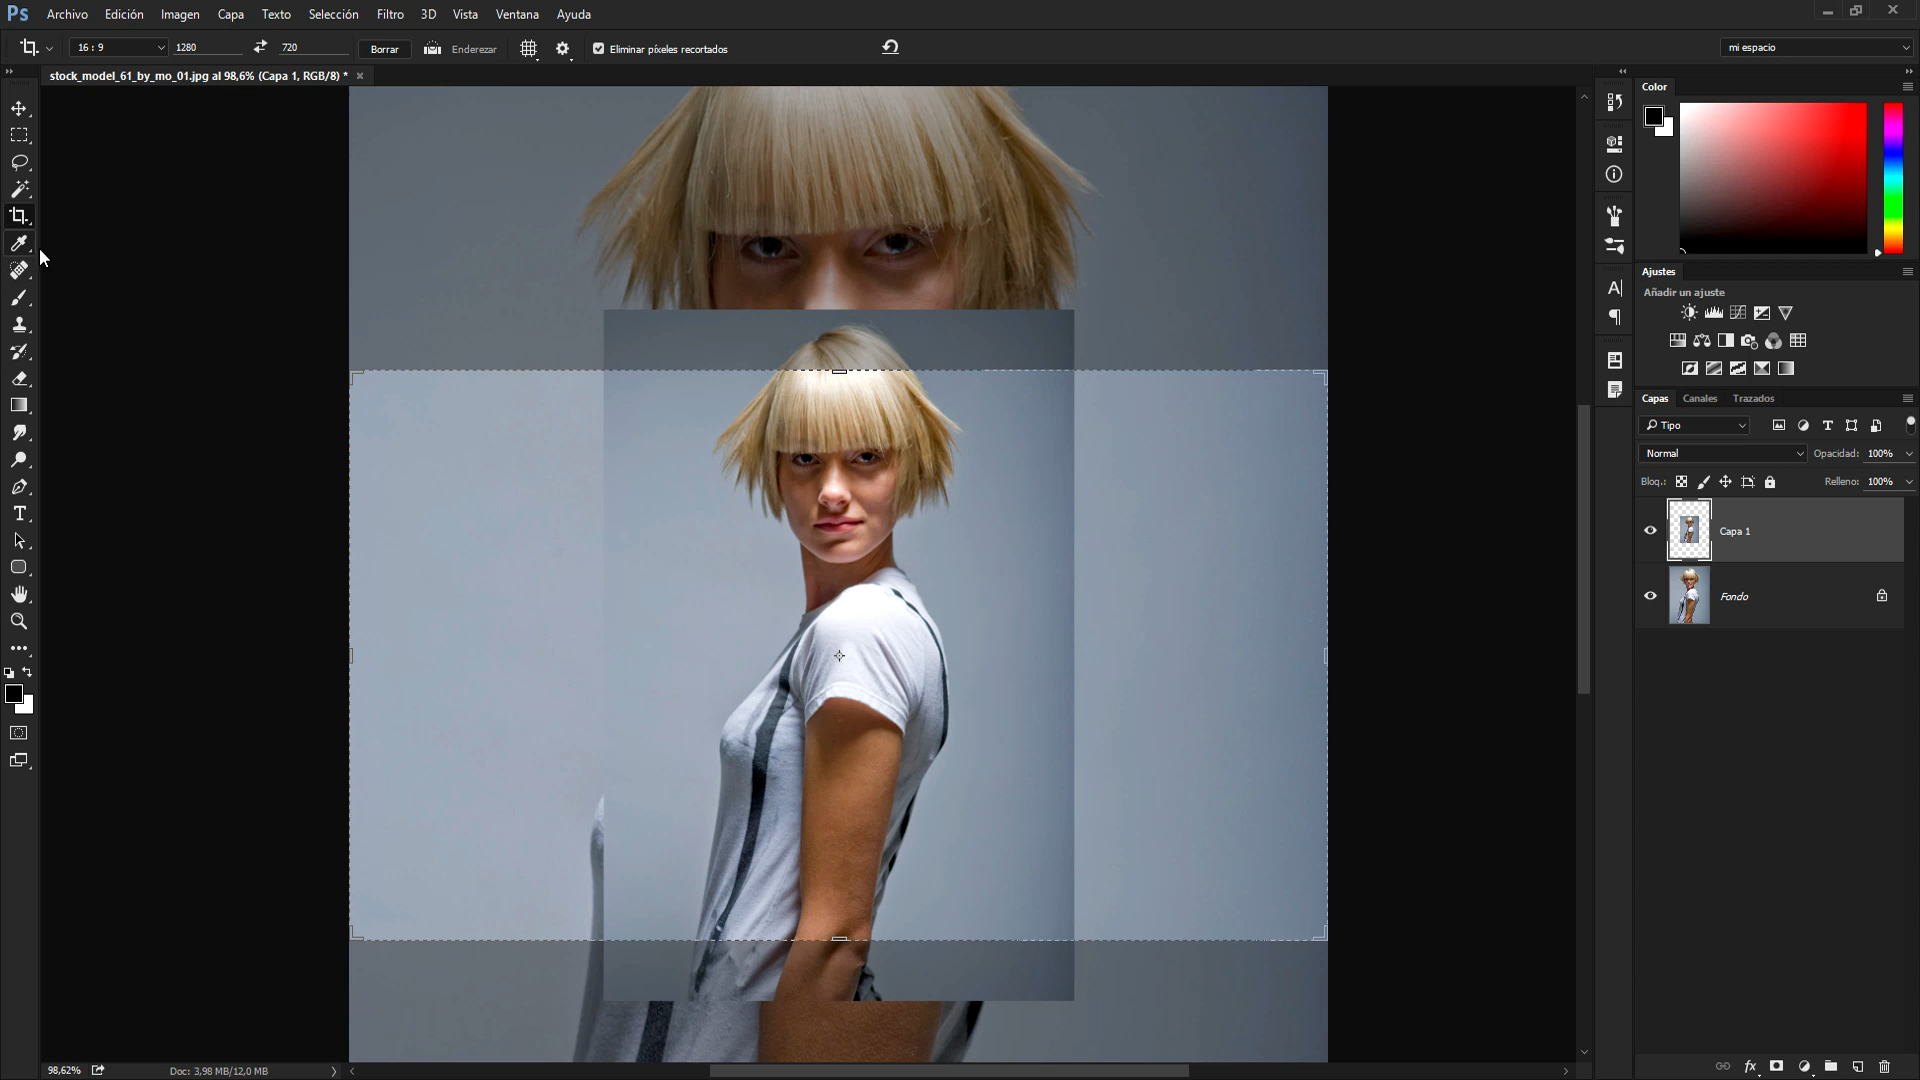 Ps Archivo Edición Imagen Capa Texto Selección Filtro 3D Vista Ventana Ayuda
16 : 9 1280 720 Borrar Enderezar Eliminar píxeles recortados mi espacio
stock_model_61_by_mo_01.jpg al 98,6% (Capa 1, RGB/8) *
Color
Ajustes
Añadir un ajuste
Capas Canales Trazados
Tipo
Normal Opacidad: 100%
Bloq.: Relleno: 100%
Capa 1
Fondo
98,62% Doc: 3,98 MB/12,0 MB